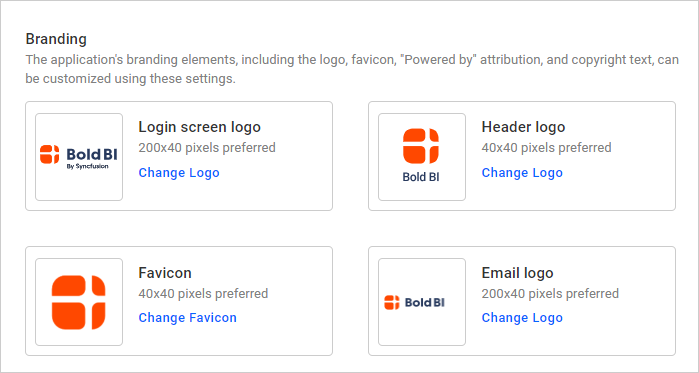 Branding
The application's branding elements, including the logo, favicon, "Powered by" attribution, and copyright text, can
be customized using these settings.
Bold BI
By Syncfusion
Login screen logo
200x40 pixels preferred
Change Logo
Bold BI
Header logo
40x40 pixels preferred
Change Logo
Favicon
40x40 pixels preferred
Change Favicon
Bold BI
Email logo
200x40 pixels preferred
Change Logo